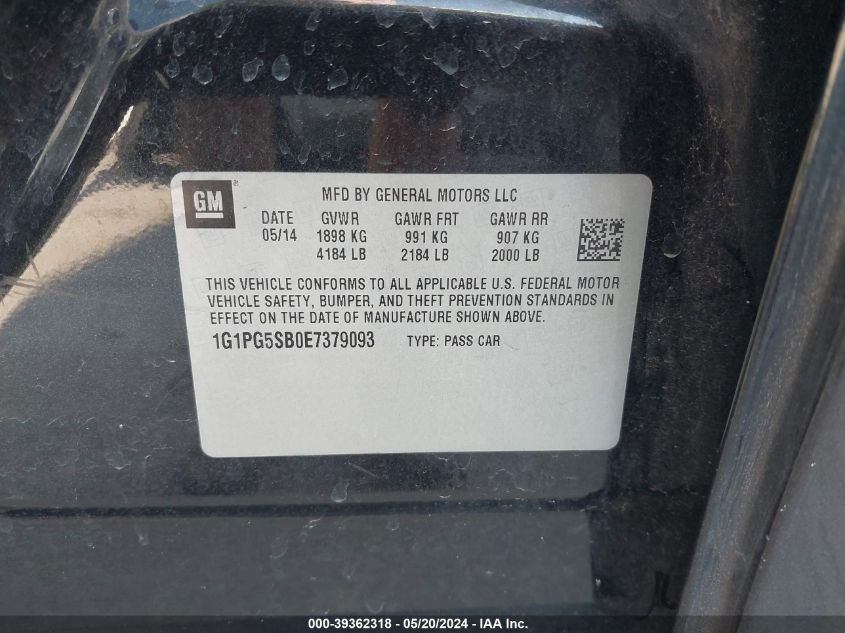 GM
MFD BY GENERAL MOTORS LLC
DATE GVWR GAWR FRT GAWR RR
05/14 1898 KG 991 KG 907 KG
4184 LB 2184 LB 2000 LB
THIS VEHICLE CONFORMS TO ALL APPLICABLE U.S. FEDERAL MOTOR
VEHICLE SAFETY, BUMPER, AND THEFT PREVENTION STANDARDS IN
EFFECT ON THE DATE OF MANUFACTURE SHOWN ABOVE.
1G1PG5SB0E7379093 TYPE: PASS CAR
000-39362318 - 05/20/2024 - IAA Inc.